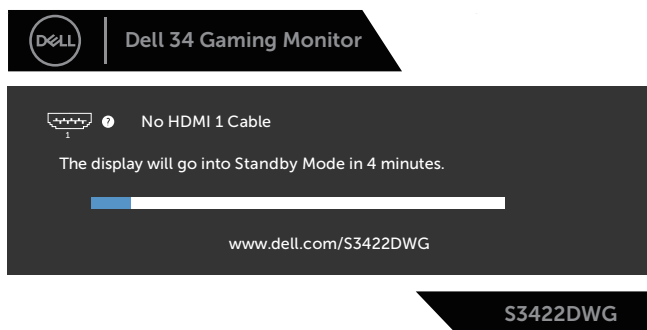 DELL
Dell 34 Gaming Monitor
? No HDMI 1 Cable
1
The display will go into Standby Mode in 4 minutes.
www.dell.com/S3422DWG
S3422DWG